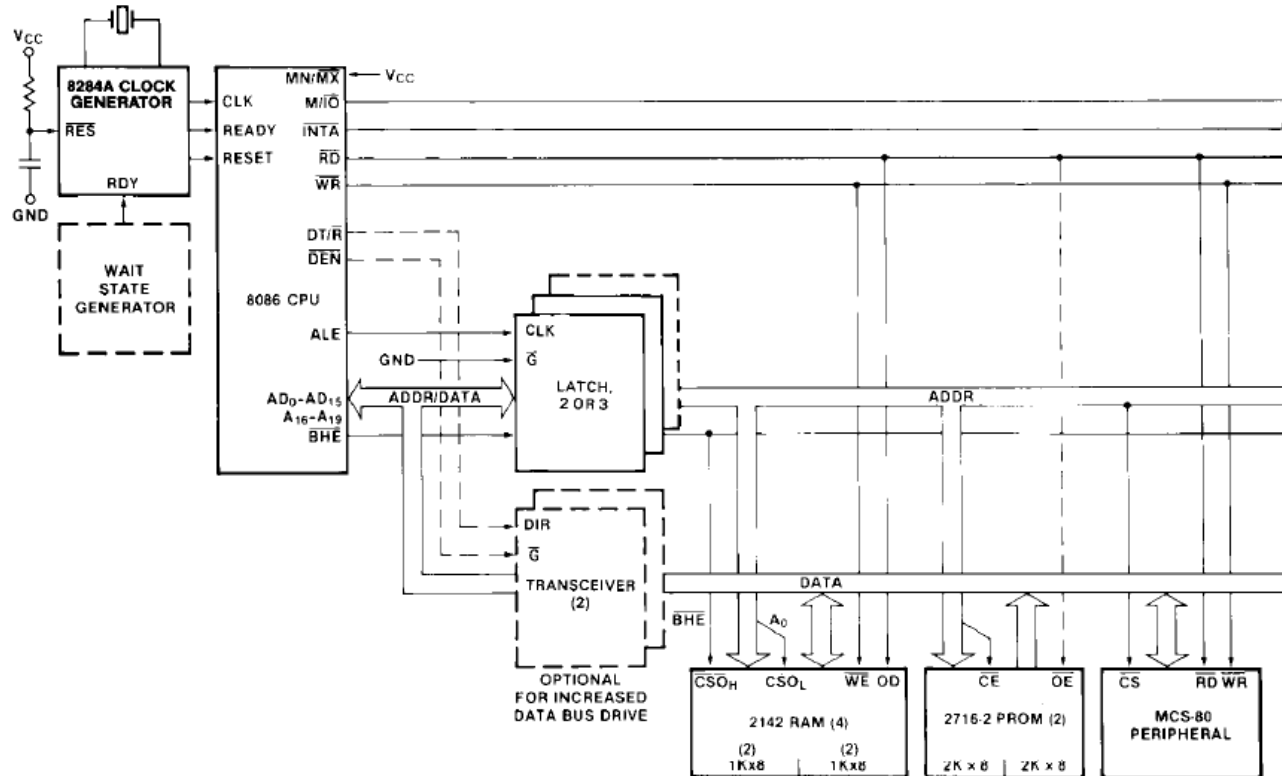 VCC
8284A CLOCK
GENERATOR
RES
RDY
GND
WAIT
STATE
GENERATOR
CLK
READY
RESET
8086 CPU
MN/MX
VCC
M/IO
INTA
RD
WR
DT/R
DEN
ALE
AD0-AD15
A16-A19
BHE
ADDR/DATA
GND
CLK
G
LATCH,
2 OR 3
ADDR
DIR
G
TRANSCEIVER
(2)
OPTIONAL
FOR INCREASED
DATA BUS DRIVE
DATA
BHE
A0
CSOH CSOL WE OD
2142 RAM (4)
(2) (2)
1Kx8 1Kx8
CE OE
2716-2 PROM (2)
2K × 8 2K × 8
CS RD WR
MCS-80
PERIPHERAL